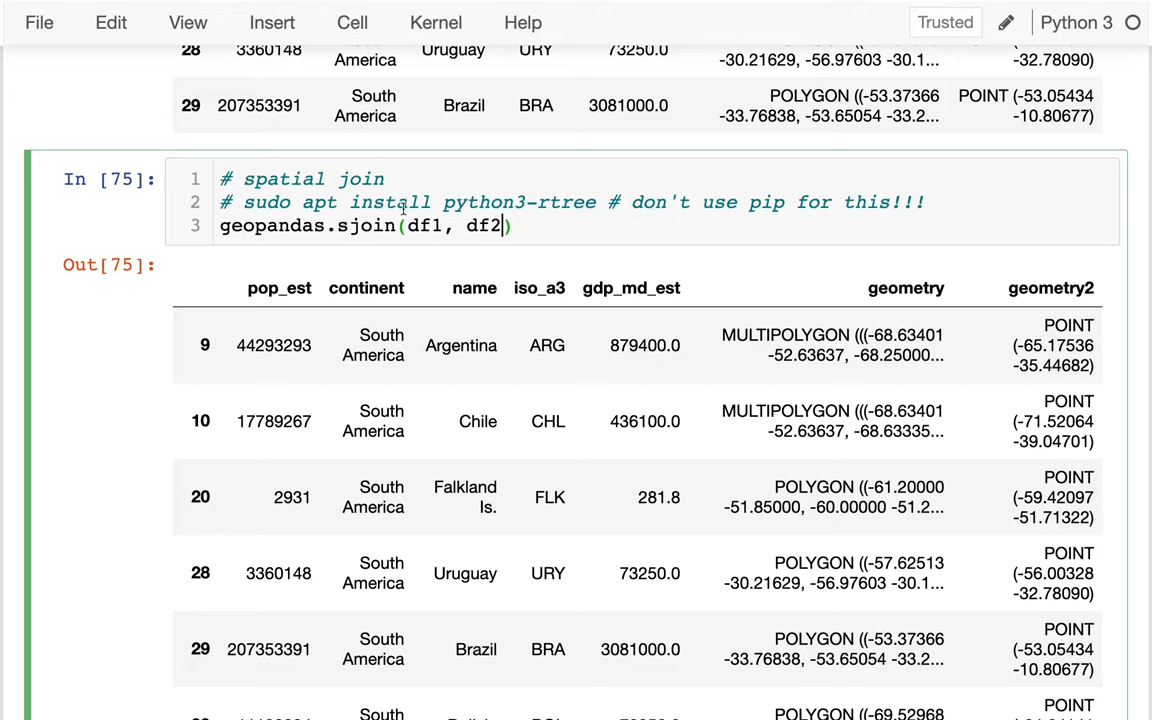 File Edit View Insert Cell Kernel Help Trusted Python 3
28 3360148 South America Uruguay URY 73250.0 -30.21629, -56.97603 -30.1... -32.78090)
29 207353391 South America Brazil BRA 3081000.0 POLYGON ((-53.37366 -33.76838, -53.65054 -33.2... POINT (-53.05434 -10.80677)
In [75]:
1 # spatial join
2 # sudo apt install python3-rtree # don't use pip for this!!!
3 geopandas.sjoin(df1, df2)
Out[75]:
pop_est continent name iso_a3 gdp_md_est geometry geometry2
9 44293293 South America Argentina ARG 879400.0 MULTIPOLYGON (((-68.63401 -52.63637, -68.25000... POINT (-65.17536 -35.44682)
10 17789267 South America Chile CHL 436100.0 MULTIPOLYGON (((-68.63401 -52.63637, -68.63335... POINT (-71.52064 -39.04701)
20 2931 South America Falkland Is. FLK 281.8 POLYGON ((-61.20000 -51.85000, -60.00000 -51.2... POINT (-59.42097 -51.71322)
28 3360148 South America Uruguay URY 73250.0 POLYGON ((-57.62513 -30.21629, -56.97603 -30.1... POINT (-56.00328 -32.78090)
29 207353391 South America Brazil BRA 3081000.0 POLYGON ((-53.37366 -33.76838, -53.65054 -33.2... POINT (-53.05434 -10.80677)
South POLYGON ((-69.52968 POINT